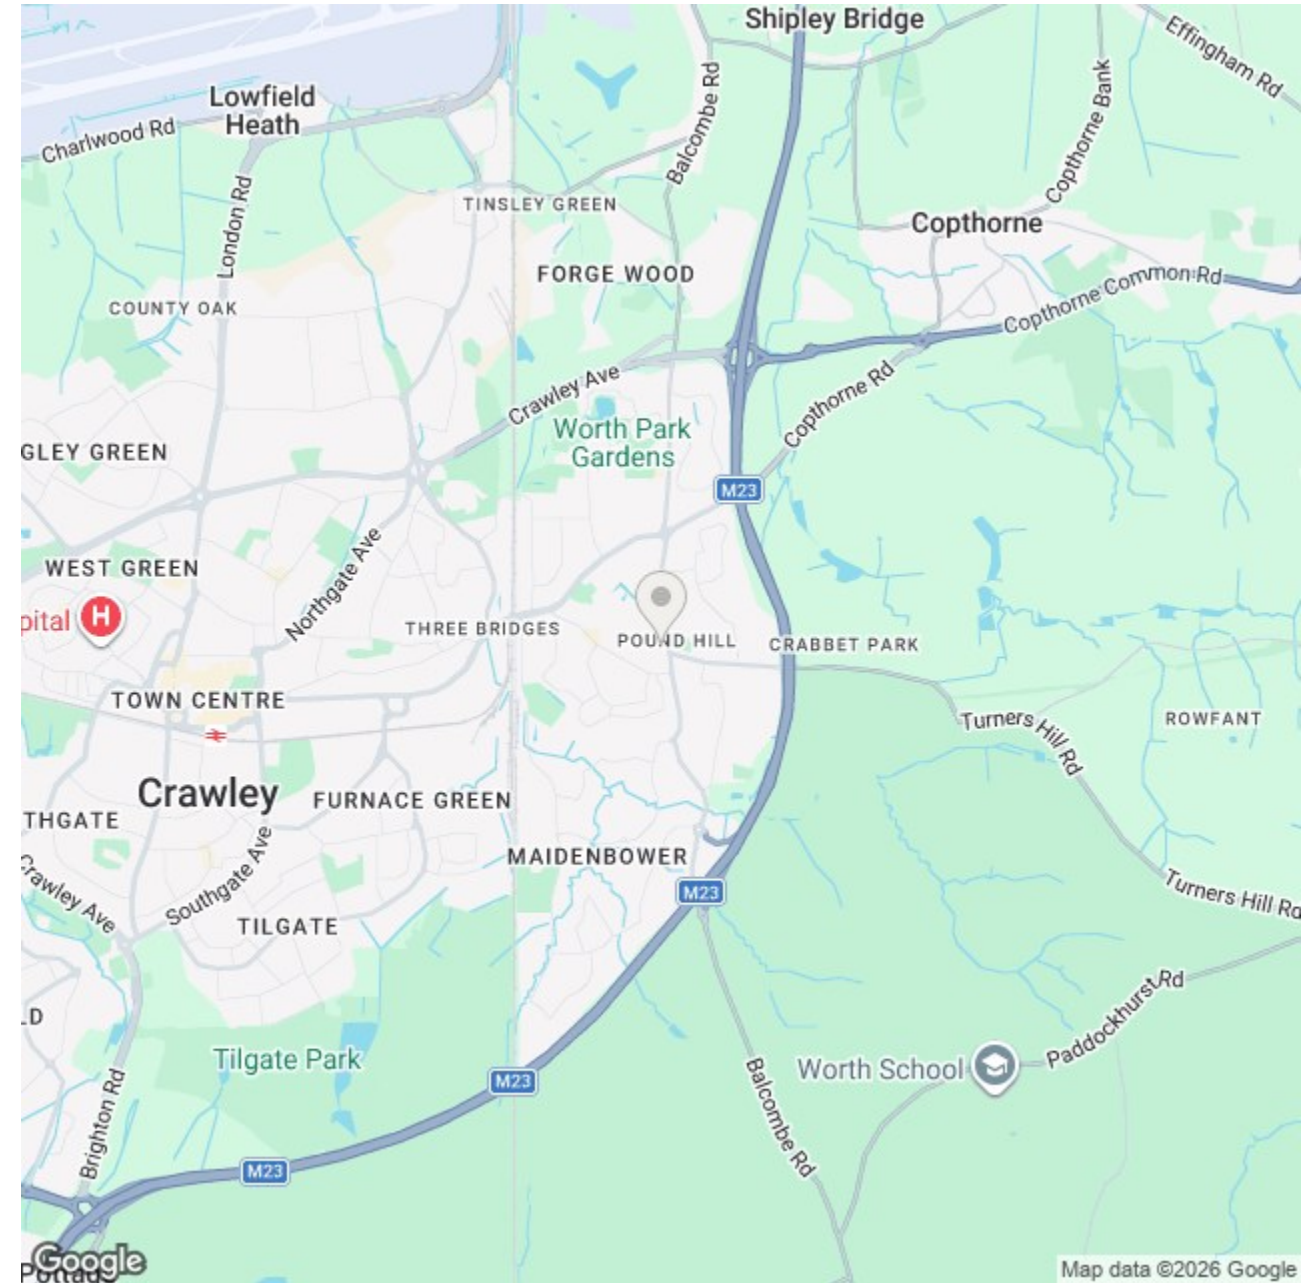 Shipley Bridge
Effingham Rd
Lowfield
Heath
Charlwood Rd
Balcombe Rd
Copthorne Bank
London Rd
TINSLEY GREEN
Copthorne
FORGE WOOD
COUNTY OAK
Copthorne Common Rd
Crawley Ave
Copthorne Rd
Worth Park
Gardens
GLEY GREEN
M23
WEST GREEN
Northgate Ave
pital H
THREE BRIDGES
POUND HILL
CRABBET PARK
TOWN CENTRE
Turners Hill Rd
ROWFANT
Crawley
FURNACE GREEN
THGATE
MAIDENBOWER
Crawley Ave
Southgate Ave
M23
Turners Hill Rd
TILGATE
Paddockhurst Rd
LD
Tilgate Park
Worth School
M23
Balcombe Rd
Brighton Rd
M23
Google
Map data ©2026 Google